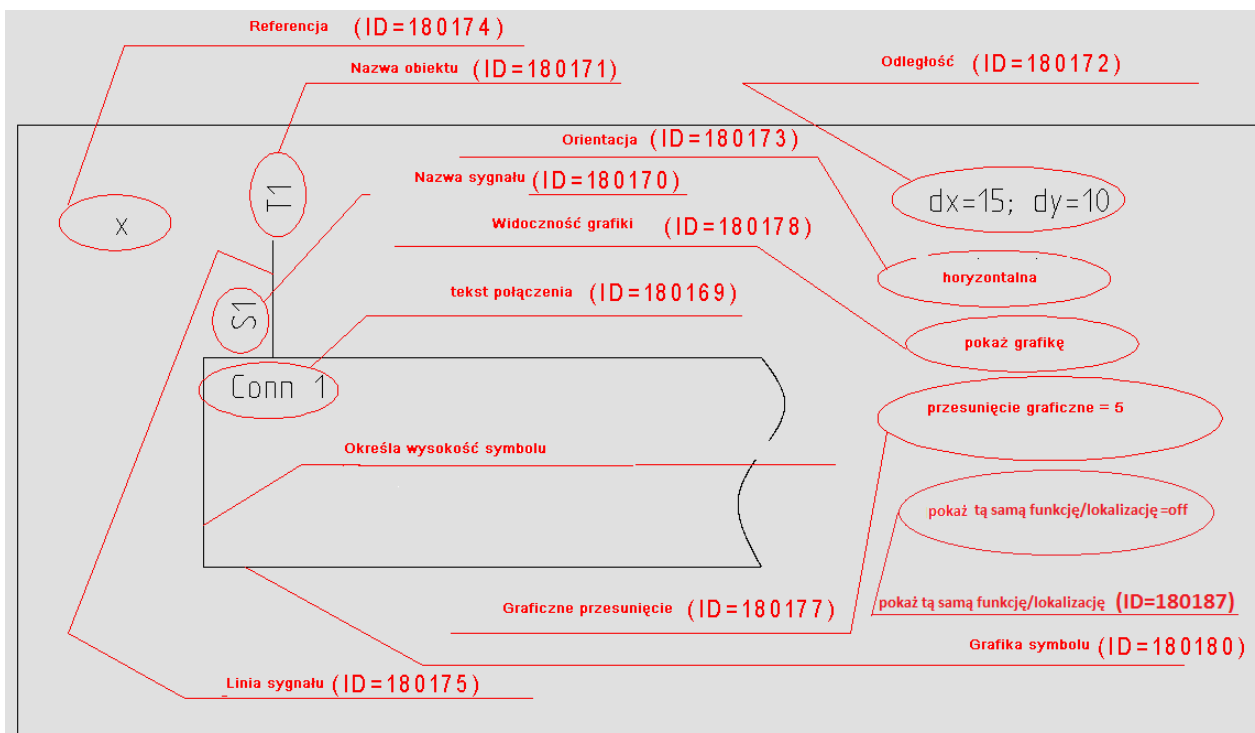 Referencja (ID=180174)
Nazwa obiektu (ID=180171)
Odległość (ID=180172)
Orientacja (ID=180173)
Nazwa sygnału (ID=180170)
T1
dx=15; dy=10
x
Widoczność grafiki (ID=180178)
horyzontalna
tekst połączenia (ID=180169)
S1
pokaż grafikę
Conn 1
przesunięcie graficzne = 5
Określa wysokość symbolu
pokaż tą samą funkcję/lokalizację=off
Graficzne przesunięcie (ID=180177)
pokaż tą samą funkcję/lokalizację (ID=180187)
Grafika symbolu (ID=180180)
Linia sygnału (ID=180175)